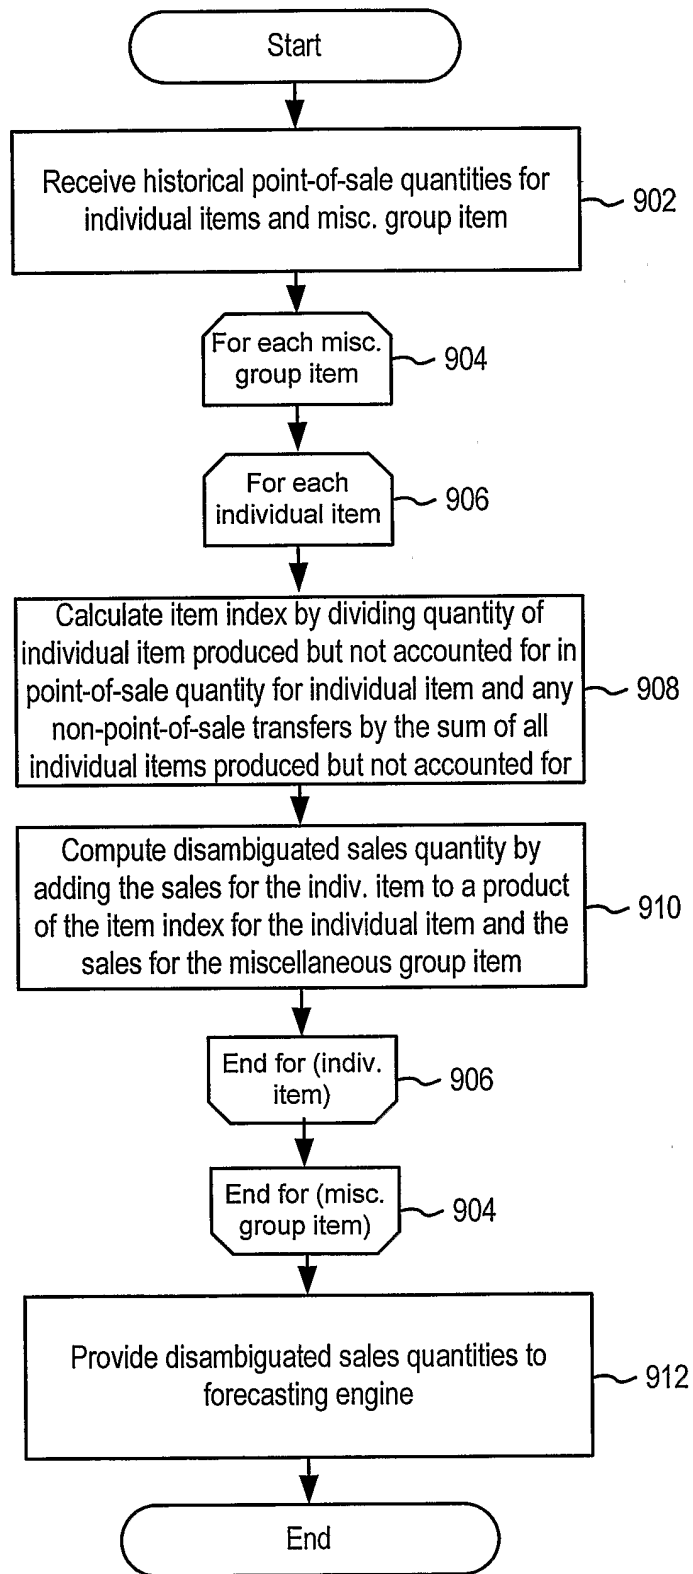 Start
Receive historical point-of-sale quantities for
individual items and misc. group item
902
For each misc.
group item
904
For each
individual item
906
Calculate item index by dividing quantity of
individual item produced but not accounted for in
point-of-sale quantity for individual item and any
non-point-of-sale transfers by the sum of all
individual items produced but not accounted for
908
Compute disambiguated sales quantity by
adding the sales for the indiv. item to a product
of the item index for the individual item and the
sales for the miscellaneous group item
910
End for (indiv.
item)
906
End for (misc.
group item)
904
Provide disambiguated sales quantities to
forecasting engine
912
End